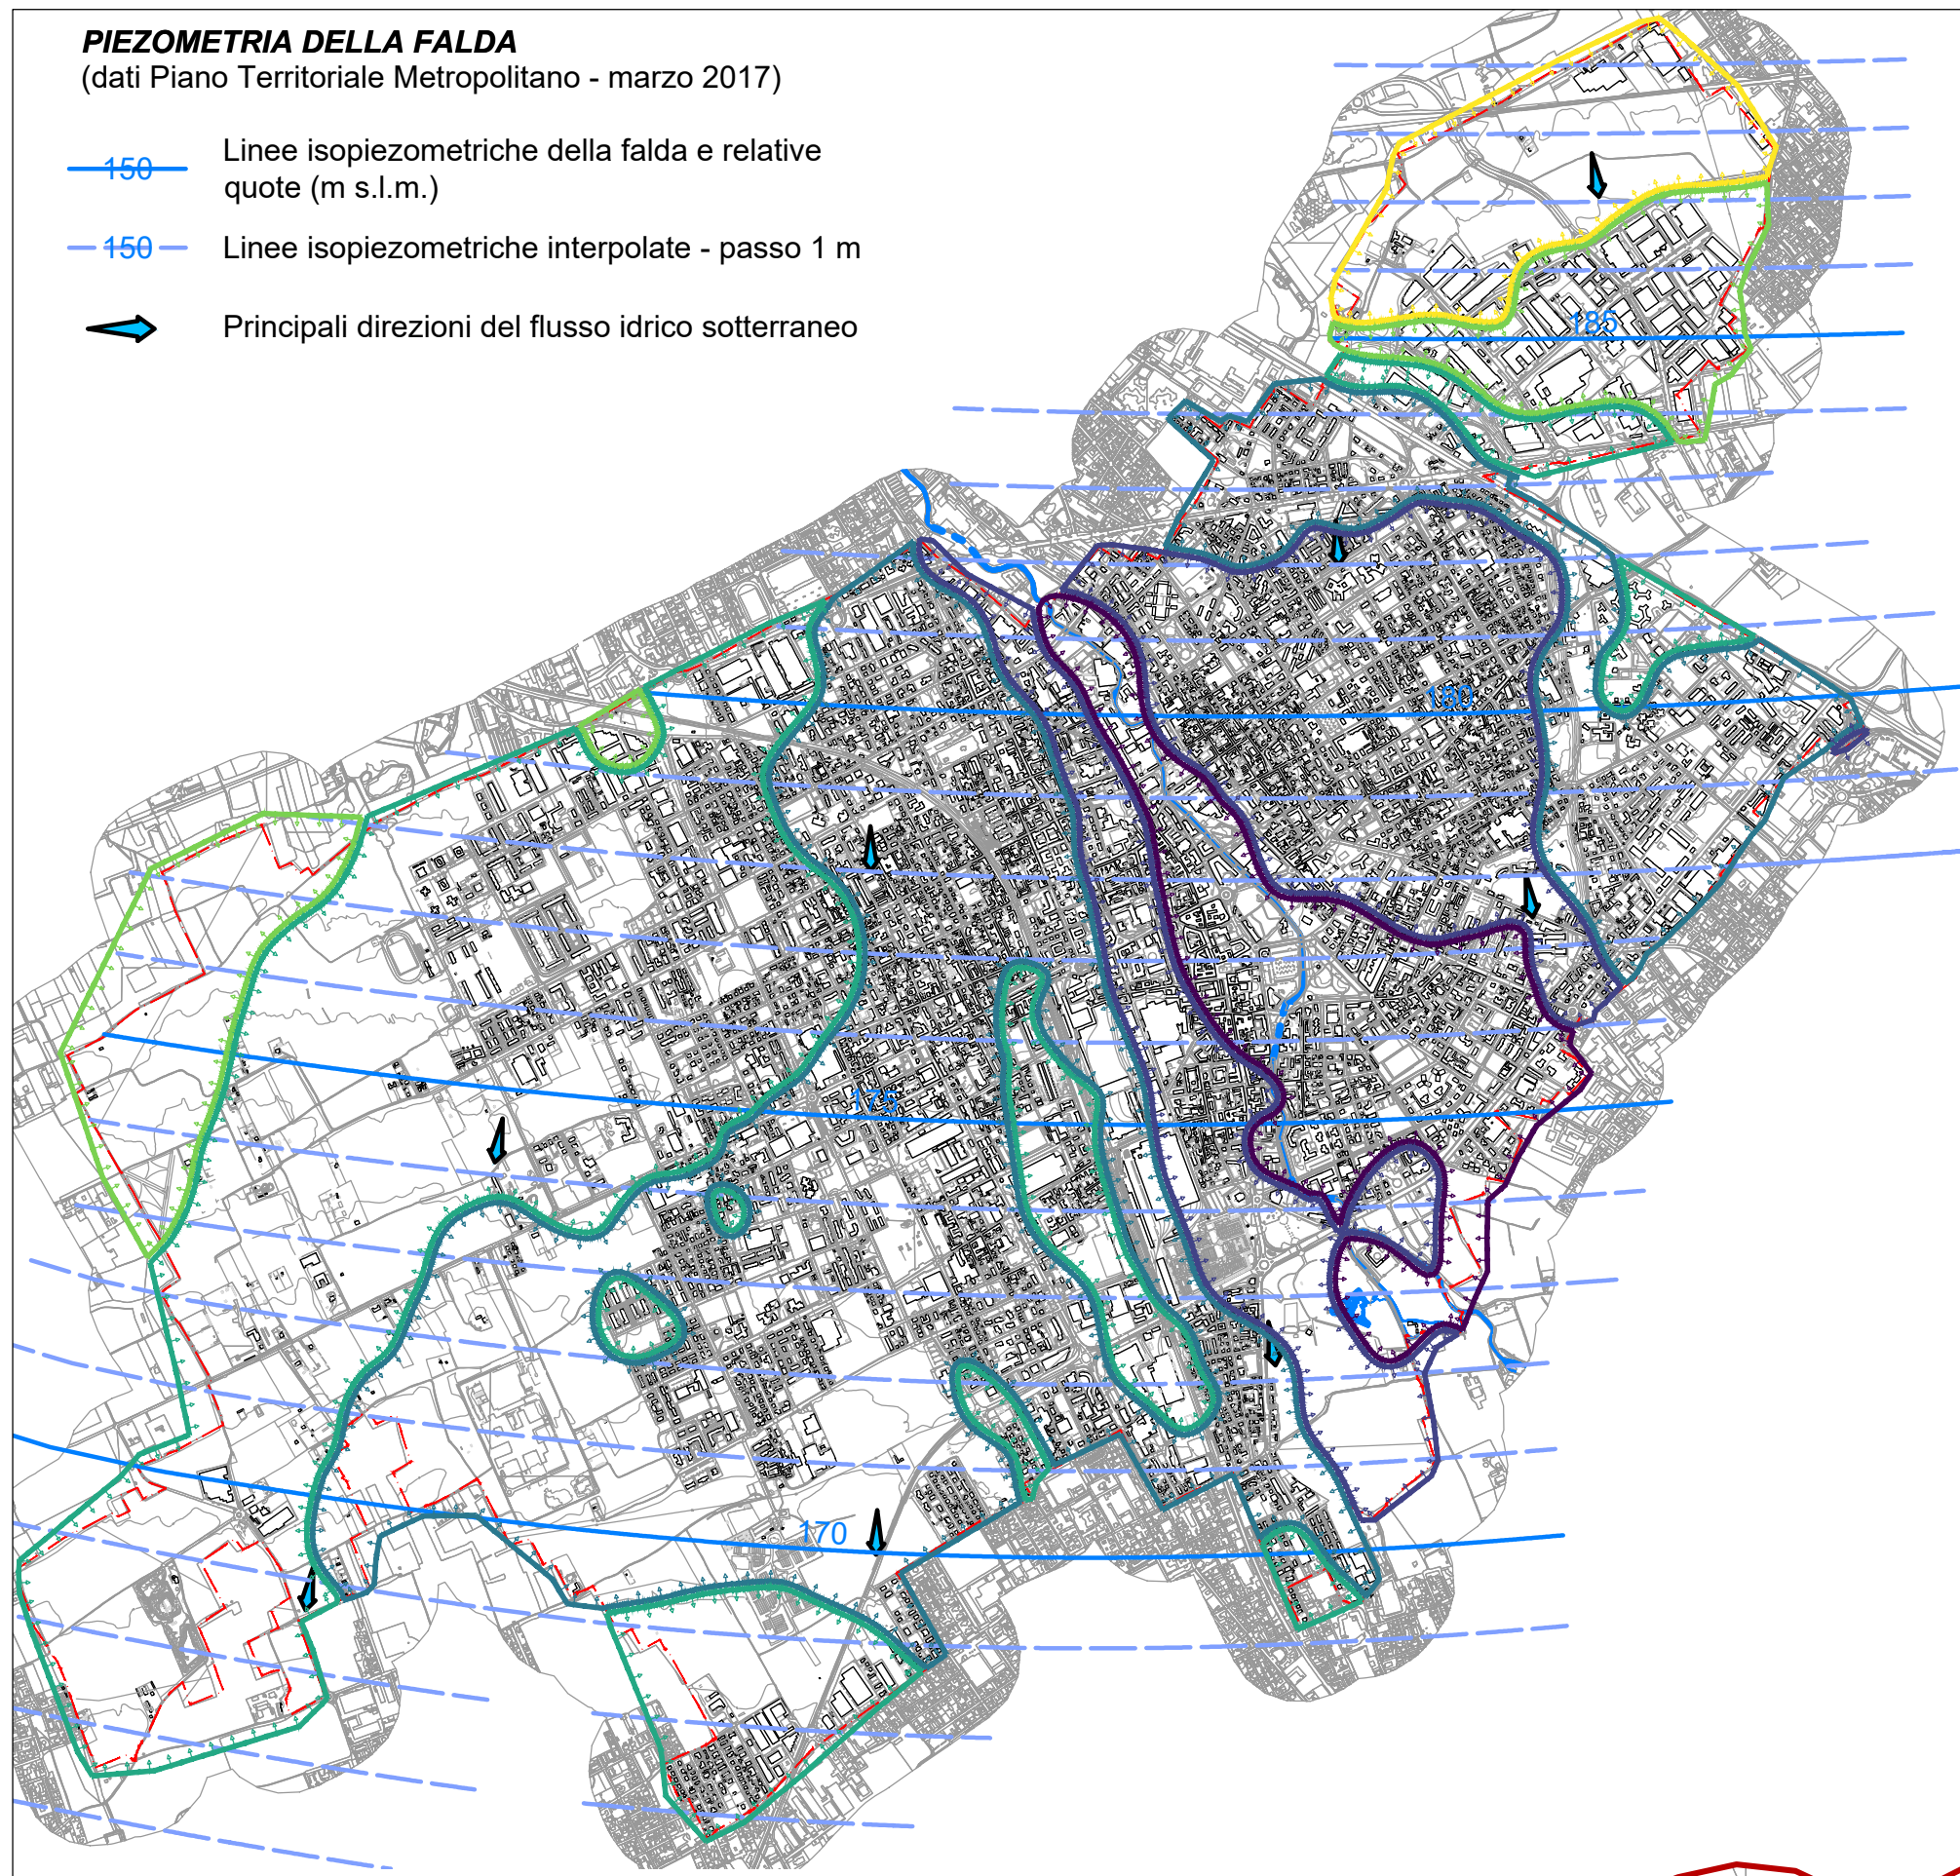 PIEZOMETRIA DELLA FALDA
(dati Piano Territoriale Metropolitano - marzo 2017)
150
Linee isopiezometriche della falda e relative
quote (m s.l.m.)
150
Linee isopiezometriche interpolate - passo 1 m
Principali direzioni del flusso idrico sotterraneo
185
180
175
170